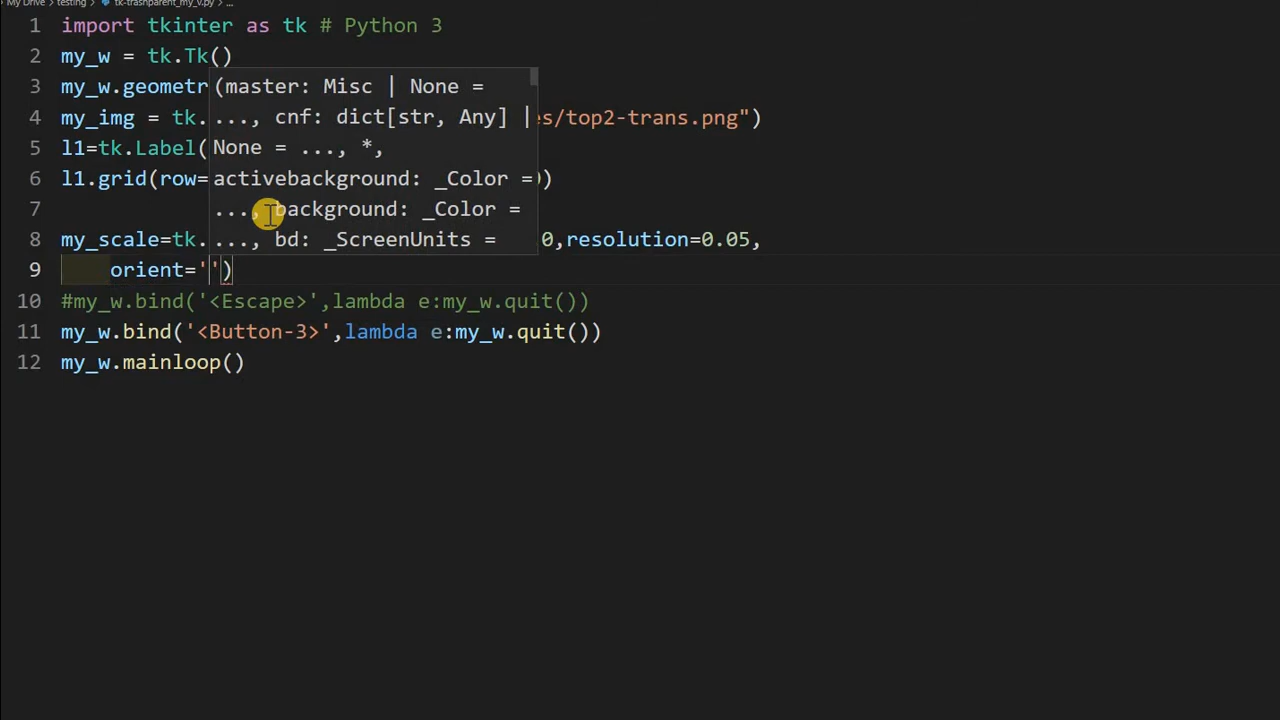 My Drive > testing > tk-trashparent_my_v.py > ...
1 import tkinter as tk # Python 3
2 my_w = tk.Tk()
3 my_w.geometr
(master: Misc | None =
4 my_img = tk.
..., cnf: dict[str, Any] |
es/top2-trans.png")
5 l1=tk.Label(
None = ..., *,
6 l1.grid(row=
activebackground: _Color =
))
7
..., background: _Color =
8 my_scale=tk.
..., bd: _ScreenUnits =
0,resolution=0.05,
9 orient='')
10 #my_w.bind('<Escape>',lambda e:my_w.quit())
11 my_w.bind('<Button-3>',lambda e:my_w.quit())
12 my_w.mainloop()